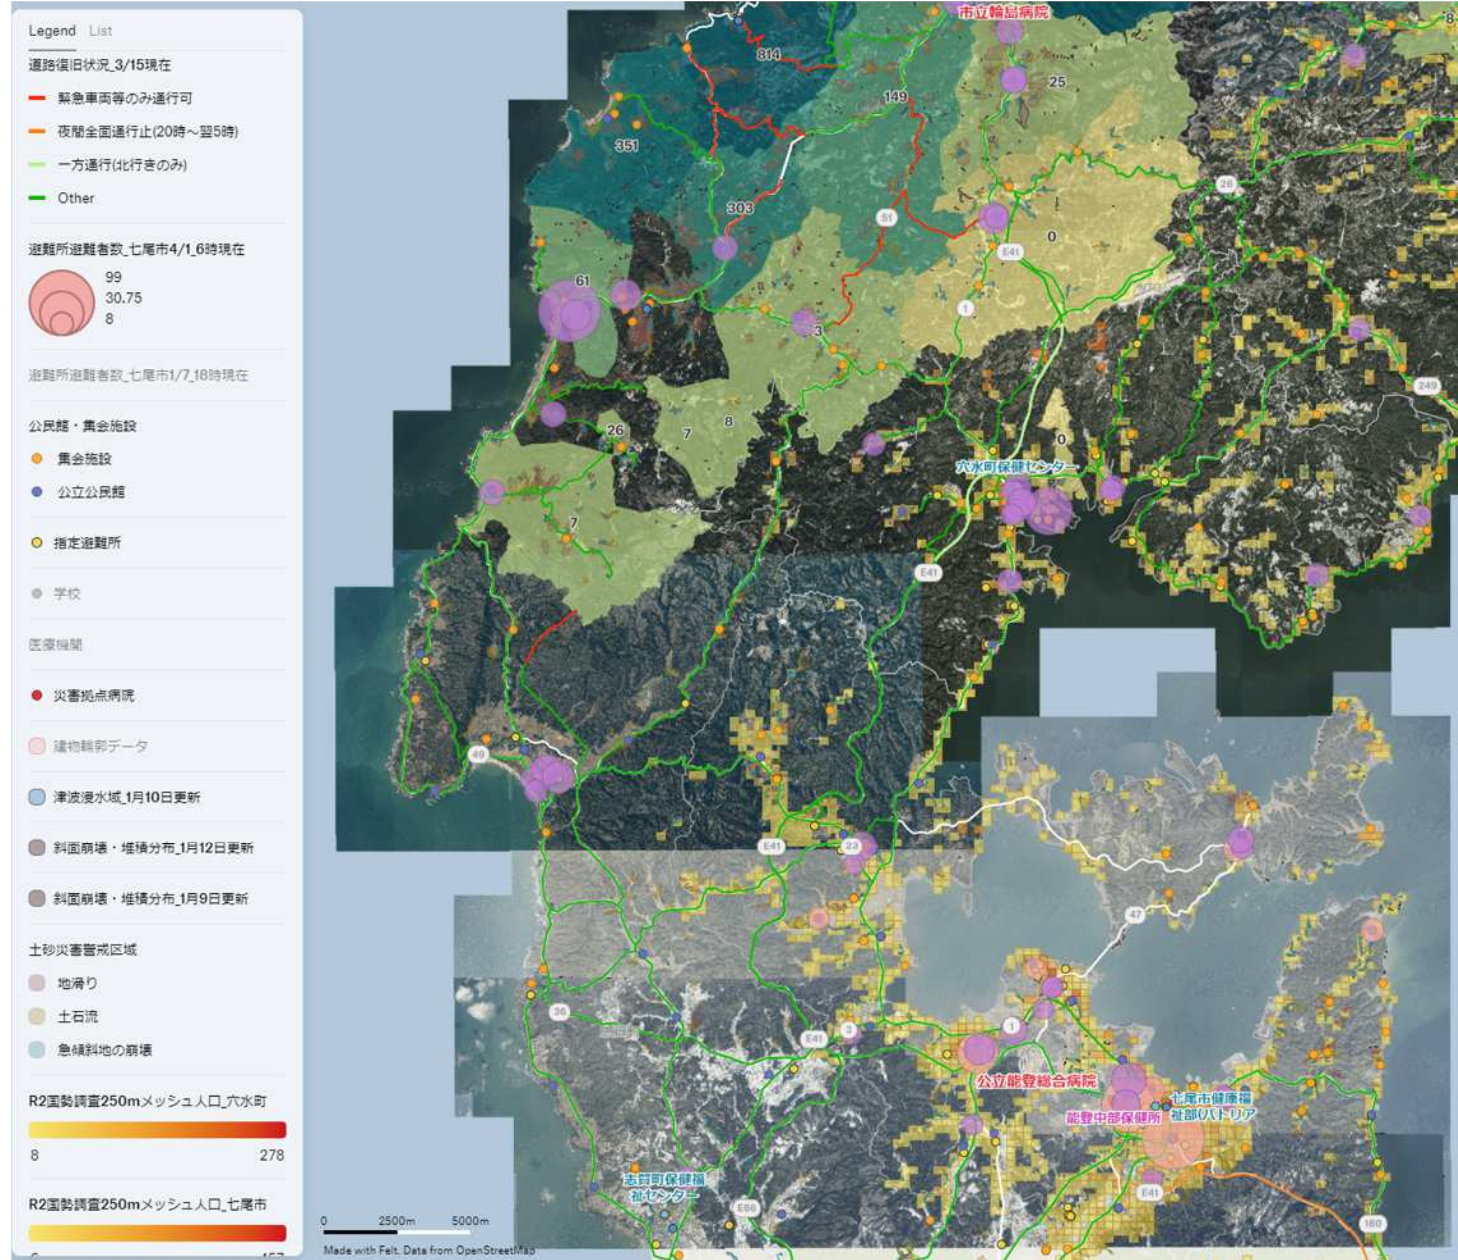 Legend List
道路復旧状況_3/15現在
緊急車両等のみ通行可
夜間全面通行止(20時～翌5時)
一方通行(北行きのみ)
Other
避難所避難者数_七尾市4/1_6時現在
99
30.75
8
避難所避難者数_七尾市1/7_18時現在
公民館・集会施設
集会施設
公立公民館
指定避難所
学校
医療機関
災害拠点病院
建物輪郭データ
津波浸水域_1月10日更新
斜面崩壊・堆積分布_1月12日更新
斜面崩壊・堆積分布_1月9日更新
土砂災害警戒区域
地滑り
土石流
急傾斜地の崩壊
R2国勢調査250mメッシュ人口_穴水町
8 278
R2国勢調査250mメッシュ人口_七尾市
市立輪島病院
8
814
25
149
351
26
303
51
0
E41
61
1
3
249
8
7
26
0
穴水町保健センター
7
E41
49
E41
23
47
36
E41
3
1
公立能登総合病院
能登中部保健所
七尾市健康福
祉部(パトリア
志賀町保健福
祉センター
E41
E66
160
0 2500m 5000m
Made with Felt. Data from OpenStreetMap